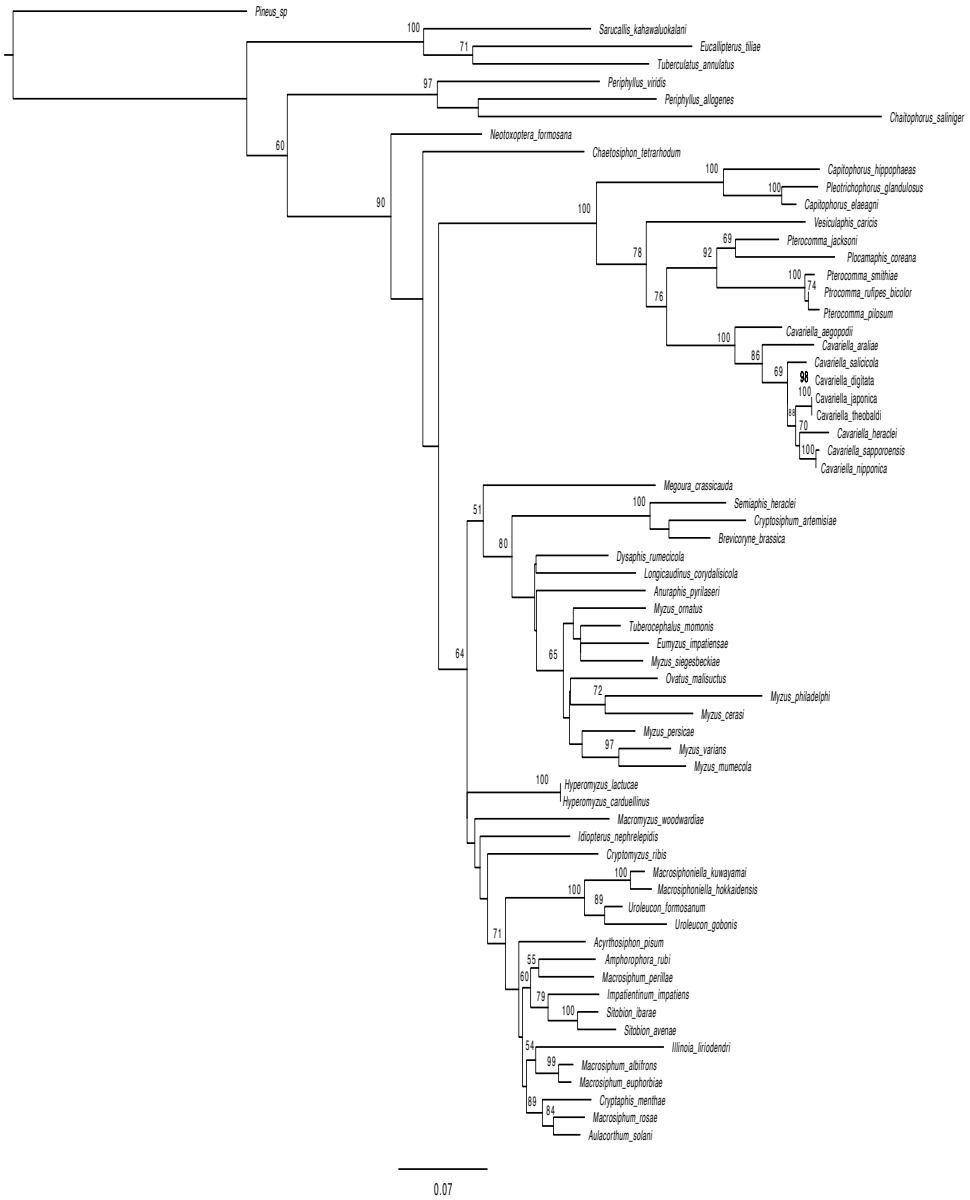 Pineus_sp
100
Sarucallis_kahawaluokalani
71
Eucallipterus_tiliae
Tuberculatus_annulatus
97
Periphyllus_viridis
Periphyllus_allogenes
Chaitophorus_saliniger
60
Neotoxoptera_formosana
Chaetosiphon_tetrarhodum
90
100
Capitophorus_hippophaeas
100
Pleotrichophorus_glandulosus
100
Capitophorus_elaeagni
Vesiculaphis_caricis
78
69
Pterocomma_jacksoni
92
Plocamaphis_coreana
100
Pterocomma_smithiae
74
Ptrocomma_rufipes_bicolor
76
Pterocomma_pilosum
100
Cavariella_aegopodii
86
Cavariella_araliae
69
Cavariella_salicicola
98
Cavariella_digitata
100
Cavariella_japonica
88
Cavariella_theobaldi
70
Cavariella_heraclei
100
Cavariella_sapporoensis
Cavariella_nipponica
51
Megoura_crassicauda
100
Semiaphis_heraclei
Cryptosiphum_artemisiae
80
Brevicoryne_brassica
Dysaphis_rumecicola
Longicaudinus_corydalisicola
Anuraphis_pyrilaseri
Myzus_ornatus
Tuberocephalus_momonis
65
Eumyzus_impatiensae
Myzus_siegesbeckiae
64
Ovatus_malisuctus
72
Myzus_philadelphi
Myzus_cerasi
Myzus_persicae
97
Myzus_varians
Myzus_mumecola
100
Hyperomyzus_lactucae
Hyperomyzus_carduellinus
Macromyzus_woodwardiae
Idiopterus_nephrelepidis
Cryptomyzus_ribis
100
Macrosiphoniella_kuwayamai
100
Macrosiphoniella_hokkaidensis
89
Uroleucon_formosanum
Uroleucon_gobonis
71
Acyrthosiphon_pisum
55
Amphorophora_rubi
60
Macrosiphum_perillae
79
Impatientinum_impatiens
100
Sitobion_ibarae
Sitobion_avenae
54
Illinoia_liriodendri
99
Macrosiphum_albifrons
Macrosiphum_euphorbiae
89
Cryptaphis_menthae
84
Macrosiphum_rosae
Aulacorthum_solani
0.07